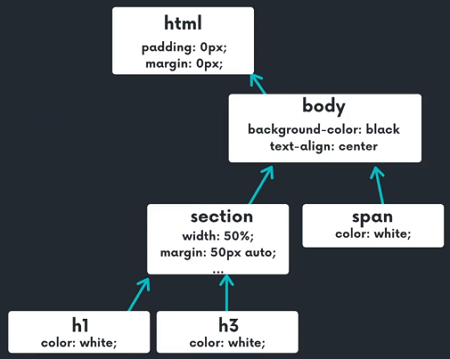 html
padding: 0px;
margin: 0px;
body
background-color: black
text-align: center
section
width: 50%;
margin: 50px auto;
...
span
color: white;
h1
color: white;
h3
color: white;